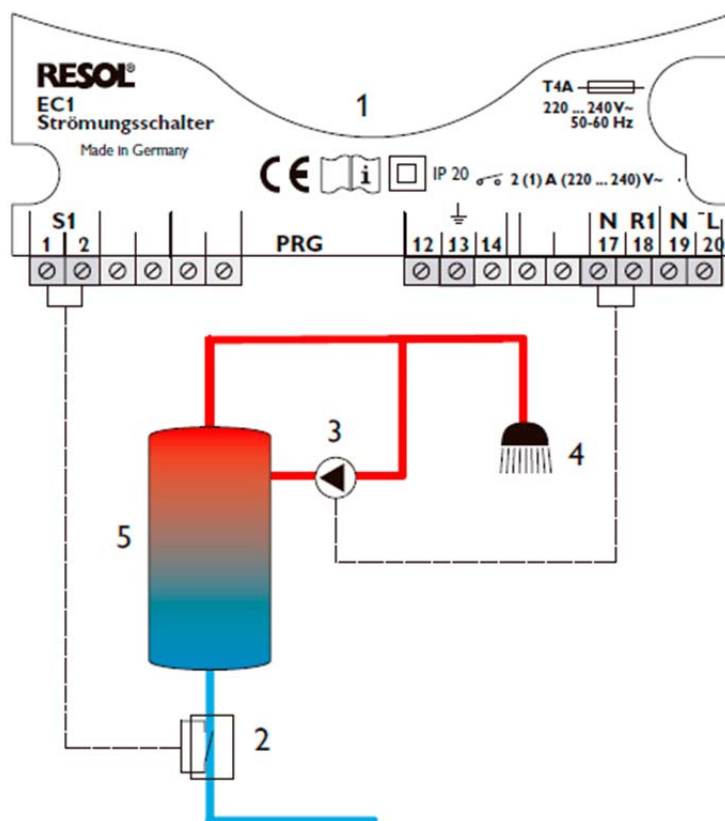 RESOL®
EC1
Strömungsschalter
Made in Germany
1
T4A
220 ... 240 V~
50-60 Hz
CE i IP 20 2 (1) A (220 ... 240) V~
S1 N R1 N L
1 2 PRG 12 13 14 17 18 19 20
3
4
5
2